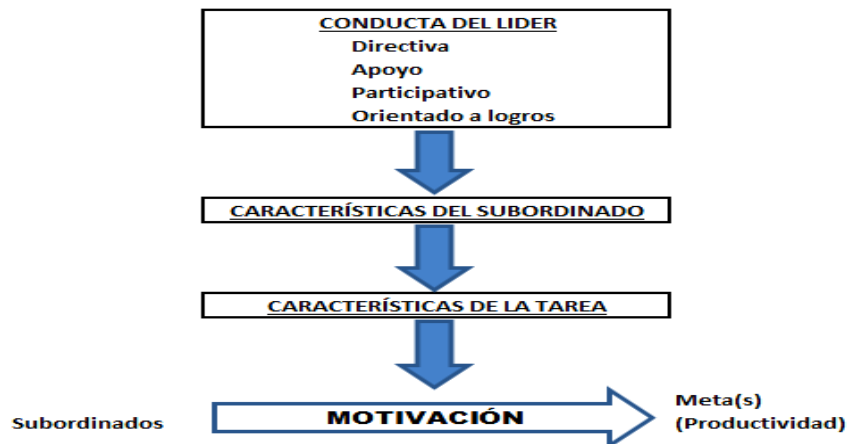 CONDUCTA DEL LIDER
Directiva
Apoyo
Participativo
Orientado a logros
CARACTERÍSTICAS DEL SUBORDINADO
CARACTERÍSTICAS DE LA TAREA
Subordinados
MOTIVACIÓN
Meta(s)
(Productividad)